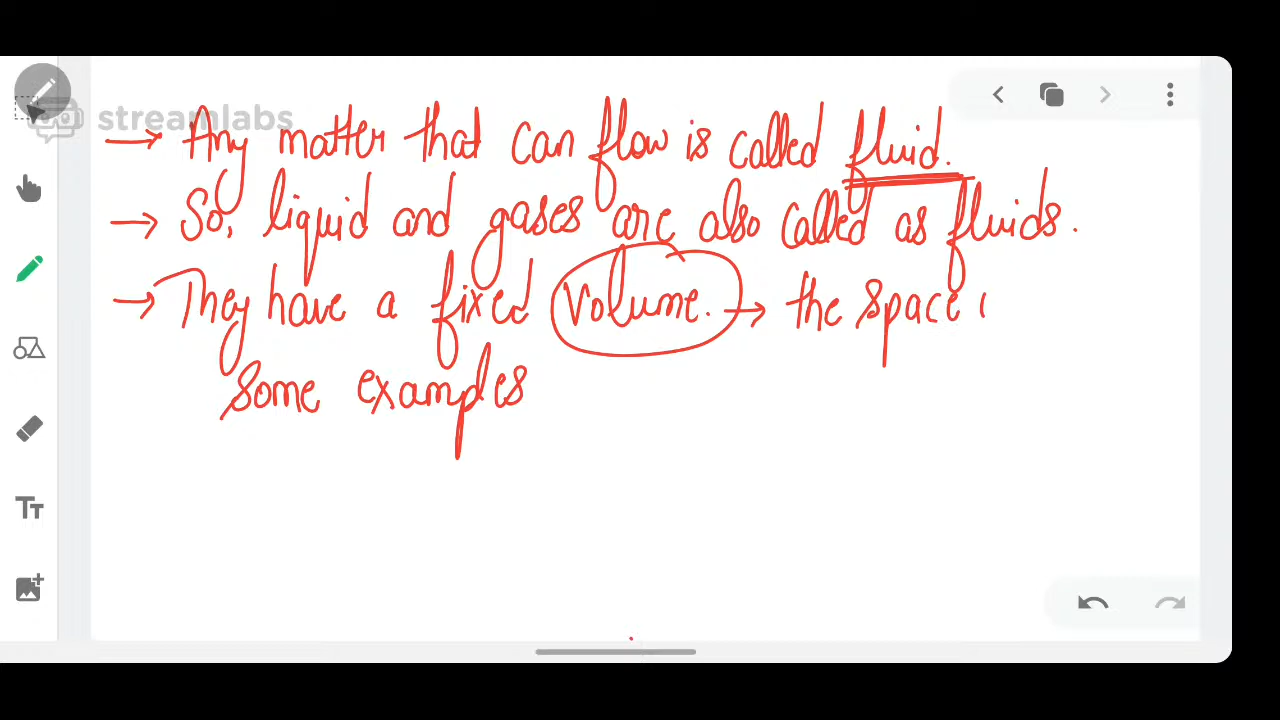 streamlabs
→ Any matter that can flow is called fluid.
→ So, liquid and gases are also called as fluids.
→ They have a fixed Volume. → the space
Some examples
TT